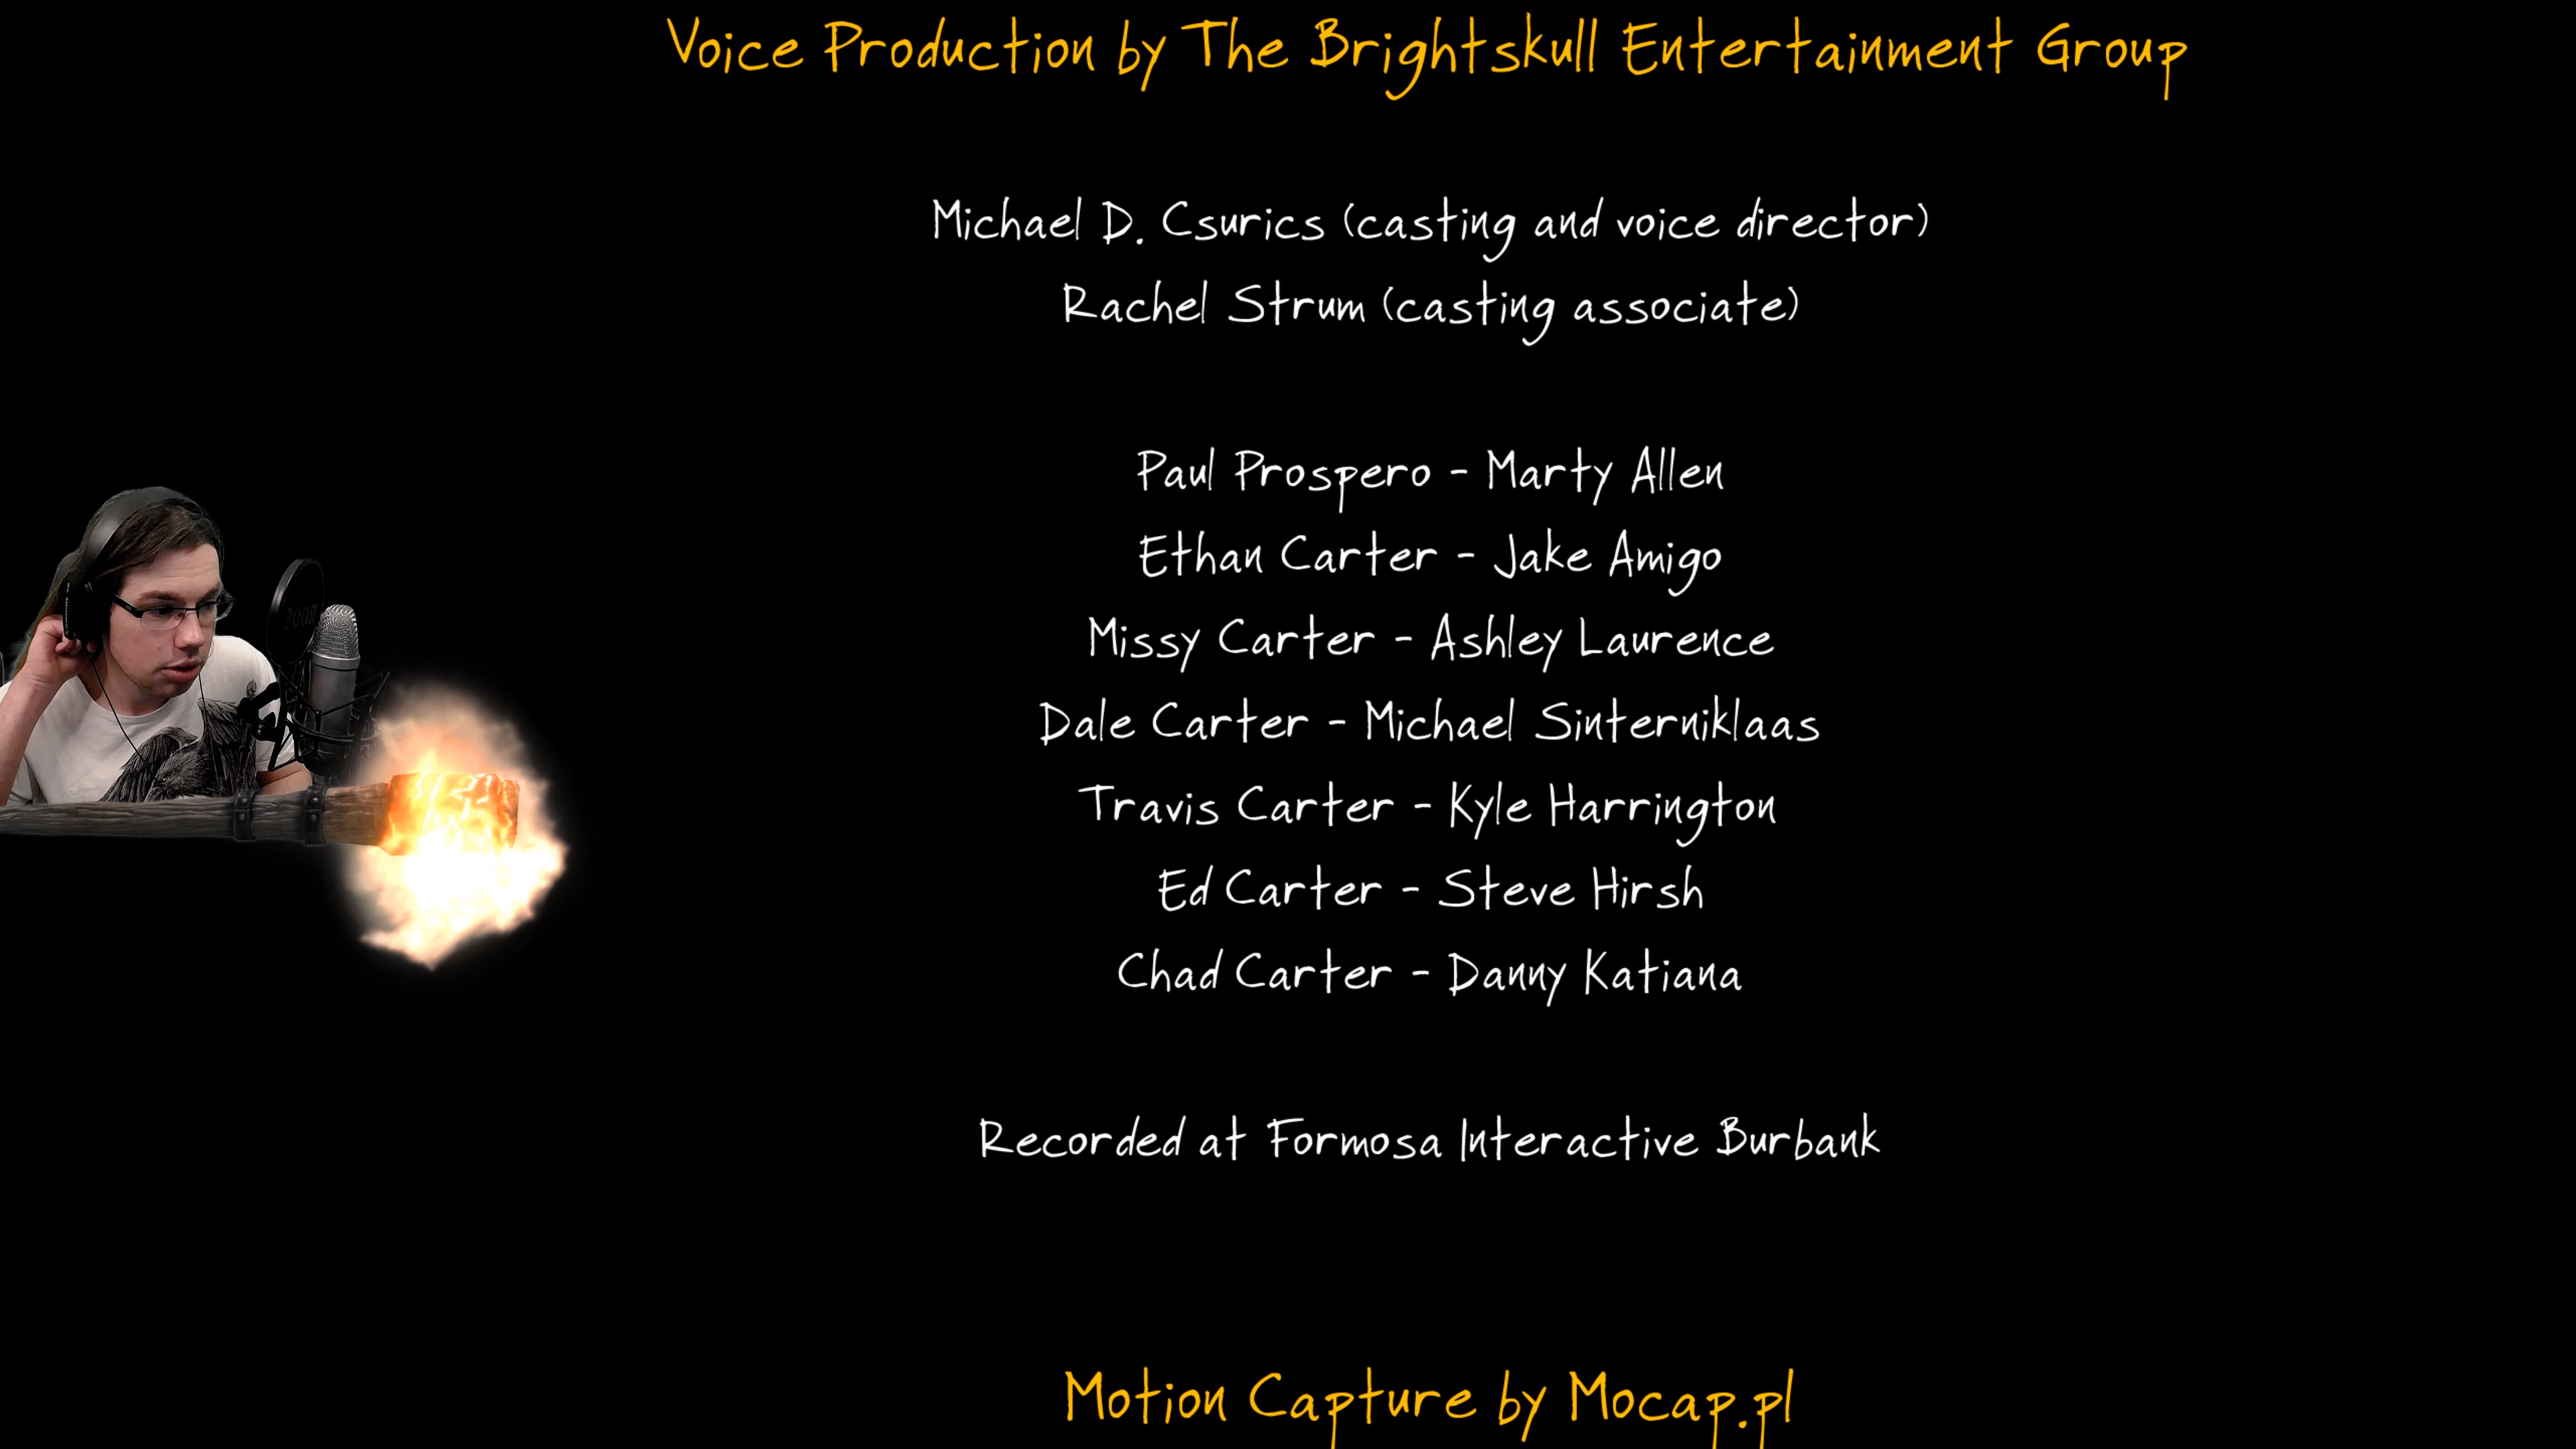 Voice Production by The Brightskull Entertainment Group
Michael D. Csurics (casting and voice director)
Rachel Strum (casting associate)
Paul Prospero - Marty Allen
Ethan Carter - Jake Amigo
Missy Carter - Ashley Laurence
Dale Carter - Michael Sinterniklaas
Travis Carter - Kyle Harrington
Ed Carter - Steve Hirsh
Chad Carter - Danny Katiana
Recorded at Formosa Interactive Burbank
Motion Capture by Mocap.pl
RODE